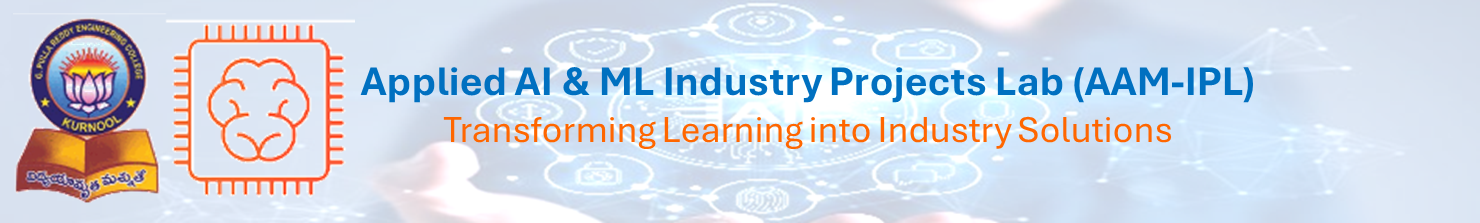 G. PULLA REDDY ENGINEERING COLLEGE
KURNOOL
Applied AI & ML Industry Projects Lab (AAM-IPL)
Transforming Learning into Industry Solutions